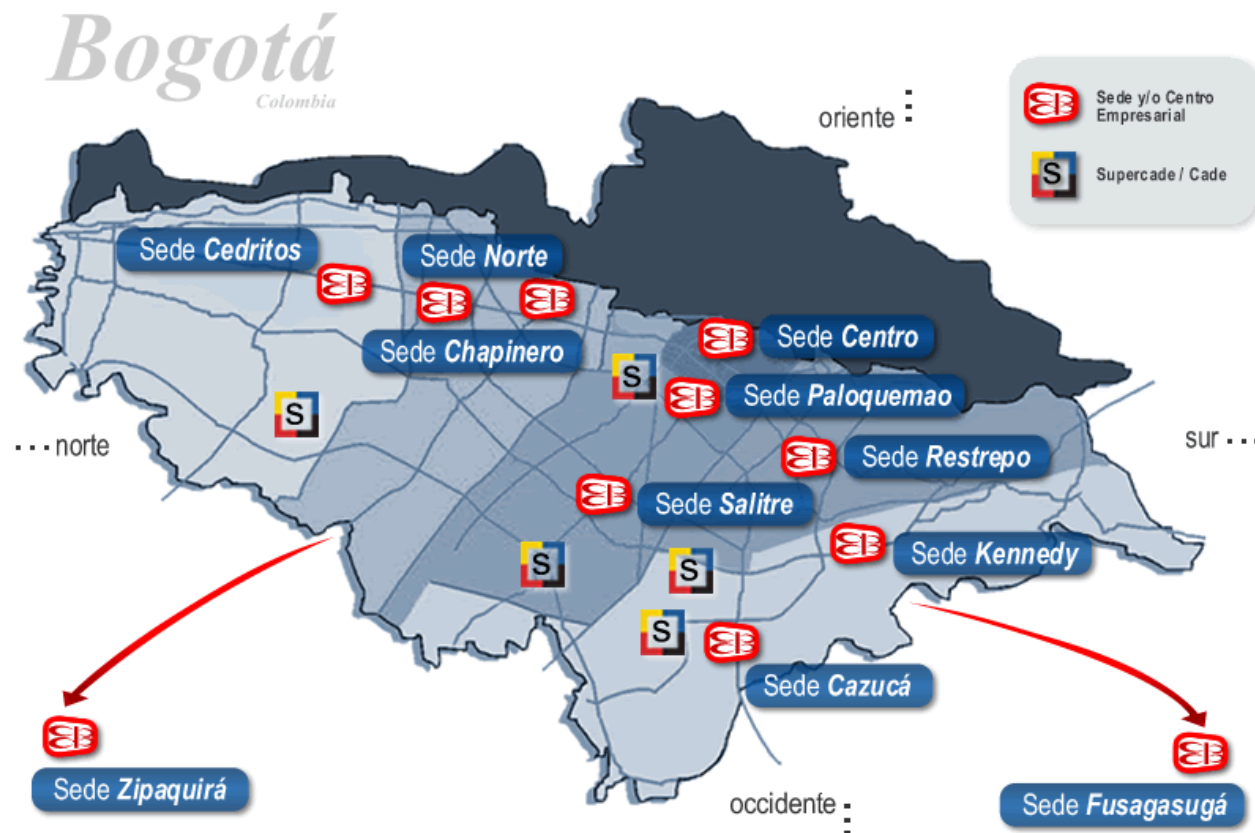 Bogotá
Colombia
oriente
Sede y/o Centro
Empresarial
S
Supercade / Cade
Sede Cedritos
Sede Norte
Sede Chapinero
Sede Centro
S
Sede Paloquemao
S
norte
sur
Sede Restrepo
Sede Salitre
Sede Kennedy
S
S
S
Sede Cazucá
Sede Zipaquirá
occidente
Sede Fusagasugá